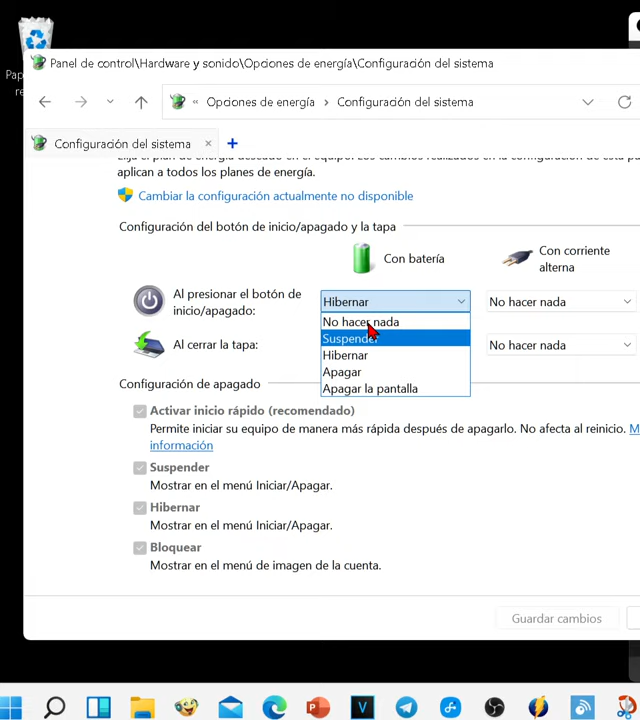 Panel de control\Hardware y sonido\Opciones de energía\Configuración del sistema
« Opciones de energía > Configuración del sistema
Configuración del sistema × +
aplican a todos los planes de energía.
Cambiar la configuración actualmente no disponible
Configuración del botón de inicio/apagado y la tapa
Con batería
Con corriente
alterna
Al presionar el botón de
inicio/apagado:
Hibernar
No hacer nada
No hacer nada
Suspender
Hibernar
Apagar
Apagar la pantalla
Al cerrar la tapa:
No hacer nada
Configuración de apagado
Activar inicio rápido (recomendado)
Permite iniciar su equipo de manera más rápida después de apagarlo. No afecta al reinicio. M
información
Suspender
Mostrar en el menú Iniciar/Apagar.
Hibernar
Mostrar en el menú Iniciar/Apagar.
Bloquear
Mostrar en el menú de imagen de la cuenta.
Guardar cambios